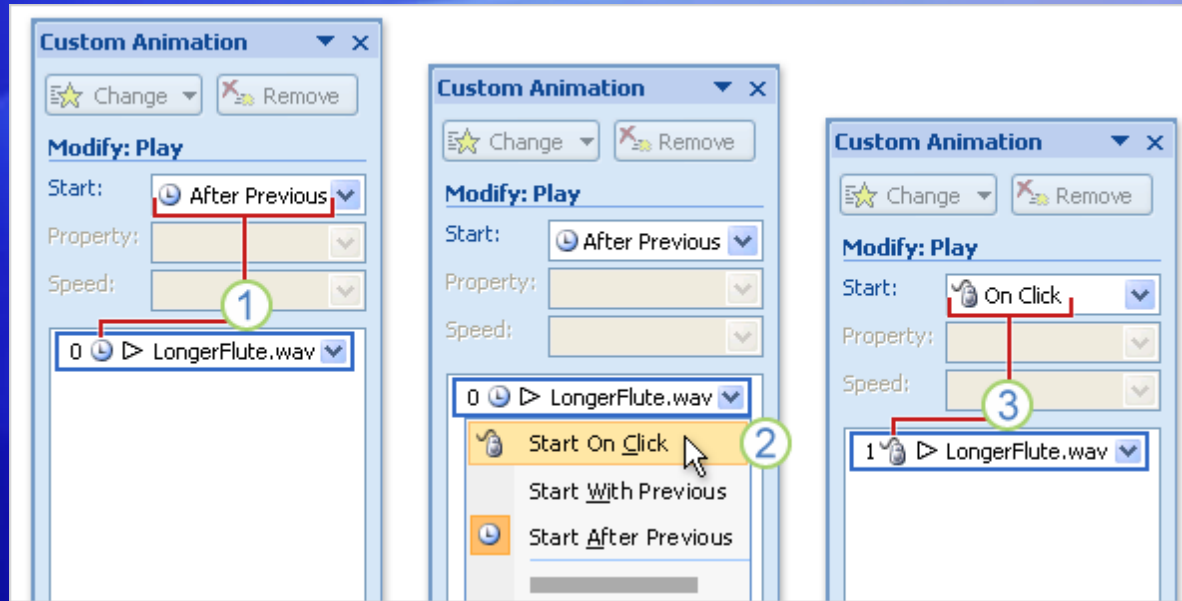 Custom Animation
Change
Remove
Modify: Play
Start:
After Previous
Property:
Speed:
1
0 LongerFlute.wav
Custom Animation
Change
Remove
Modify: Play
Start:
After Previous
Property:
Speed:
0 LongerFlute.wav
Start On Click
2
Start With Previous
Start After Previous
Custom Animation
Change
Remove
Modify: Play
Start:
On Click
Property:
Speed:
3
1 LongerFlute.wav